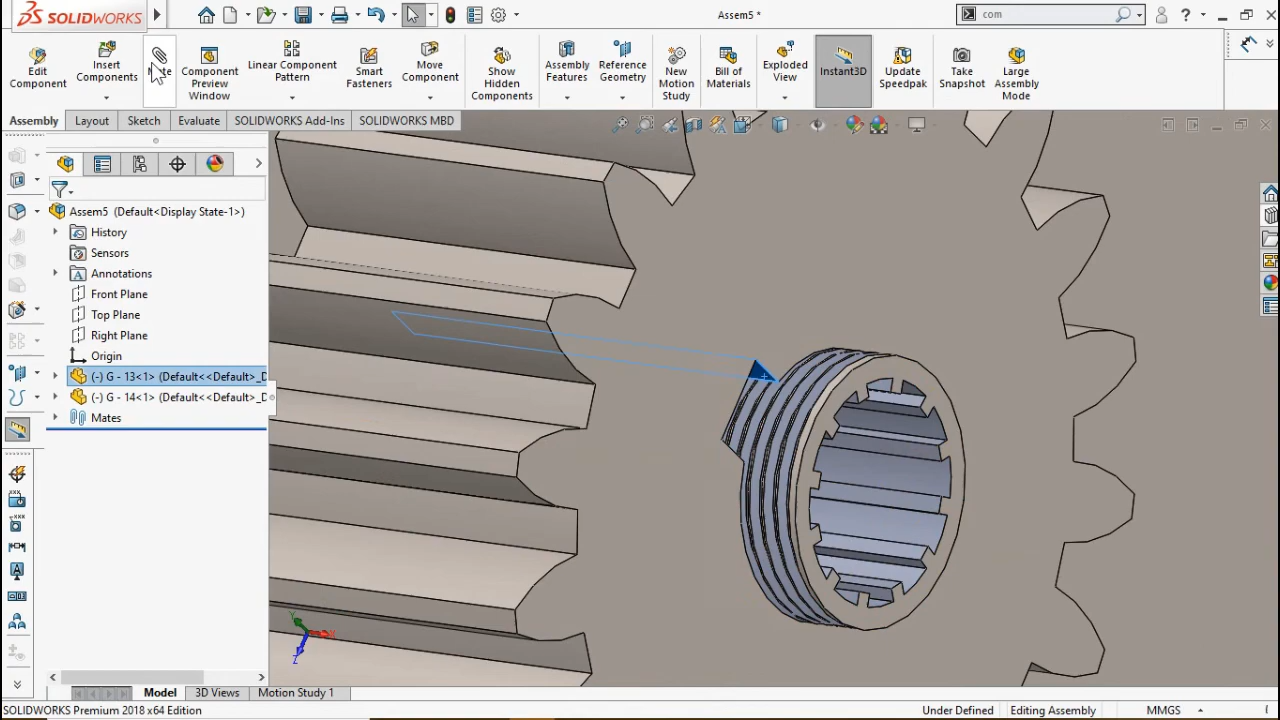 SOLIDWORKS
Assem5 *
com
Edit Component
Insert Components
Component Preview Window
Linear Component Pattern
Smart Fasteners
Move Component
Show Hidden Components
Assembly Features
Reference Geometry
New Motion Study
Bill of Materials
Exploded View
Instant3D
Update Speedpak
Take Snapshot
Large Assembly Mode
Assembly
Layout
Sketch
Evaluate
SOLIDWORKS Add-Ins
SOLIDWORKS MBD
Assem5 (Default<Display State-1>)
History
Sensors
Annotations
Front Plane
Top Plane
Right Plane
Origin
(-) G - 13<1> (Default<<Default>_D
(-) G - 14<1> (Default<<Default>_D
Mates
Y
Z
Model
3D Views
Motion Study 1
SOLIDWORKS Premium 2018 x64 Edition
Under Defined
Editing Assembly
MMGS